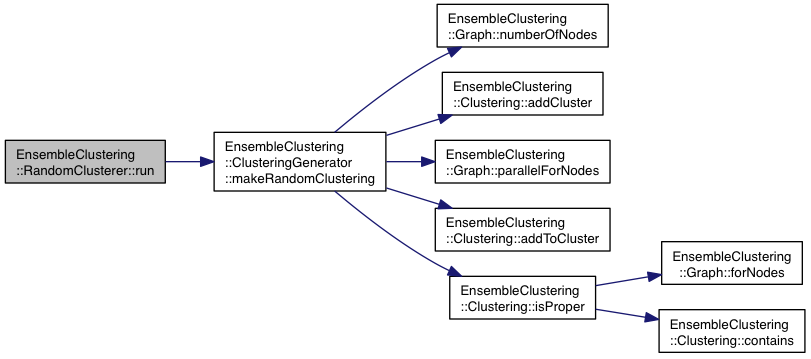 EnsembleClustering
::RandomClusterer::run
EnsembleClustering
::ClusteringGenerator
::makeRandomClustering
EnsembleClustering
::Graph::numberOfNodes
EnsembleClustering
::Clustering::addCluster
EnsembleClustering
::Graph::parallelForNodes
EnsembleClustering
::Clustering::addToCluster
EnsembleClustering
::Clustering::isProper
EnsembleClustering
::Graph::forNodes
EnsembleClustering
::Clustering::contains